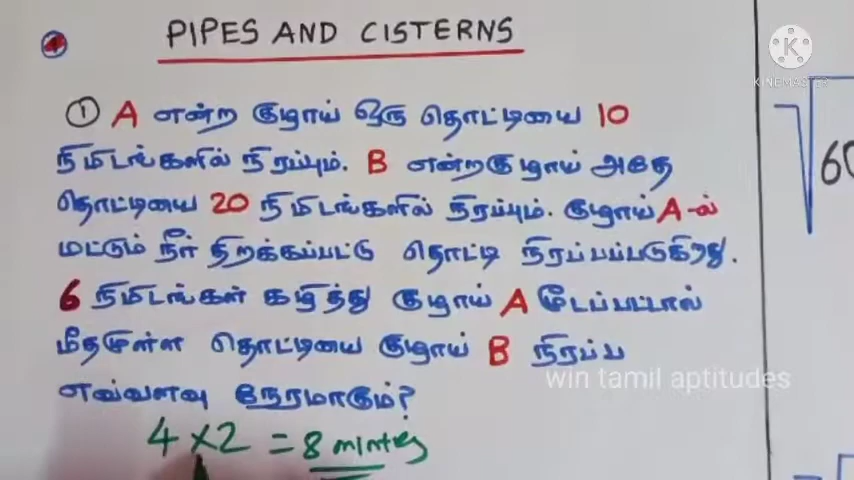 PIPES AND CISTERNS
K
KINEMASTER
① A என்ற குழாய் ஒரு தொட்டியை 10
நிமிடங்களில் நிரப்பும். B என்ற குழாய் அதே
தொட்டியை 20 நிமிடங்களில் நிரப்பும். குழாய் A-ல்
மட்டும் நீர் திறக்கப்பட்டு தொட்டி நிரப்பப்படுகிறது.
6 நிமிடங்கள் கழித்து குழாய் A மூடப்பட்டால்
மீதமுள்ள தொட்டியை குழாய் B நிரப்ப
எவ்வளவு நேரமாகும்?
win tamil aptitudes
4 × 2 = 8 mintes
60